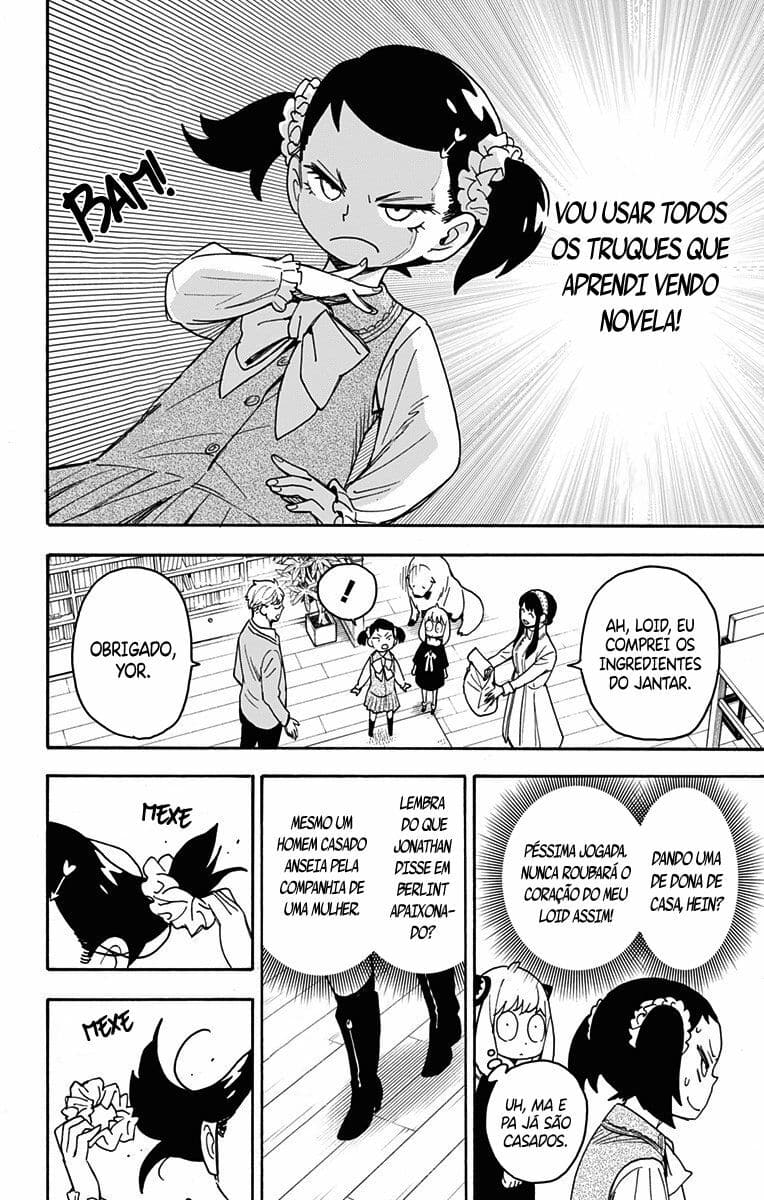 BAM!
VOU USAR TODOS
OS TRUQUES QUE
APRENDI VENDO
NOVELA!
AH, LOID, EU
COMPREI OS
INGREDIENTES
DO JANTAR.
!
OBRIGADO,
YOR.
DANDO UMA
DE DONA DE
CASA, HEIN?
PÉSSIMA JOGADA.
NUNCA ROUBARÁ O
CORAÇÃO DO MEU
LOID ASSIM!
UH, MA E
PA JÁ SÃO
CASADOS.
LEMBRA
DO QUE
JONATHAN
DISSE EM
BERLINT
APAIXONA-
DO?
MESMO UM
HOMEM CASADO
ANSEIA PELA
COMPANHIA DE
UMA MULHER.
MEXE
MEXE